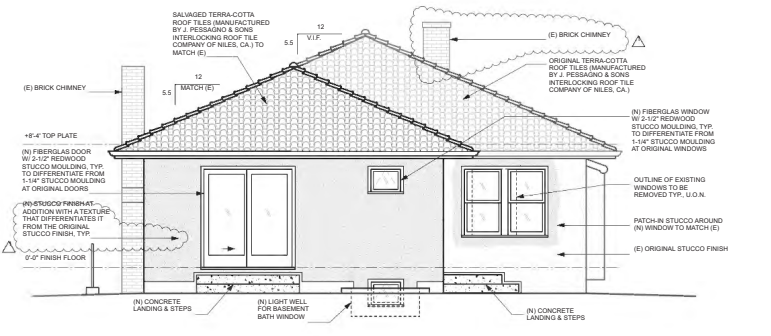 SALVAGED TERRA-COTTA
ROOF TILES (MANUFACTURED
BY J. PESSAGNO & SONS
INTERLOCKING ROOF TILE
COMPANY OF NILES, CA.) TO
MATCH (E)
12
V.I.F.
5.5
(E) BRICK CHIMNEY
ORIGINAL TERRA-COTTA
ROOF TILES (MANUFACTURED
BY J. PESSAGNO & SONS
INTERLOCKING ROOF TILE
COMPANY OF NILES, CA.)
12
MATCH (E)
5.5
(E) BRICK CHIMNEY
(N) FIBERGLAS WINDOW
W/ 2-1/2" REDWOOD
STUCCO MOULDING, TYP.
TO DIFFERENTIATE FROM
1-1/4" STUCCO MOULDING
AT ORIGINAL WINDOWS
+8'-4" TOP PLATE
(N) FIBERGLAS DOOR
W/ 2-1/2" REDWOOD
STUCCO MOULDING, TYP.
TO DIFFERENTIATE FROM
1-1/4" STUCCO MOULDING
AT ORIGINAL DOORS
(N) STUCCO FINISH AT
ADDITION WITH A TEXTURE
THAT DIFFERENTIATES IT
FROM THE ORIGINAL
STUCCO FINISH, TYP.
0'-0" FINISH FLOOR
OUTLINE OF EXISTING
WINDOWS TO BE
REMOVED TYP., U.O.N.
PATCH-IN STUCCO AROUND
(N) WINDOW TO MATCH (E)
(E) ORIGINAL STUCCO FINISH
(N) CONCRETE
LANDING & STEPS
(N) LIGHT WELL
FOR BASEMENT
BATH WINDOW
(N) CONCRETE
LANDING & STEPS